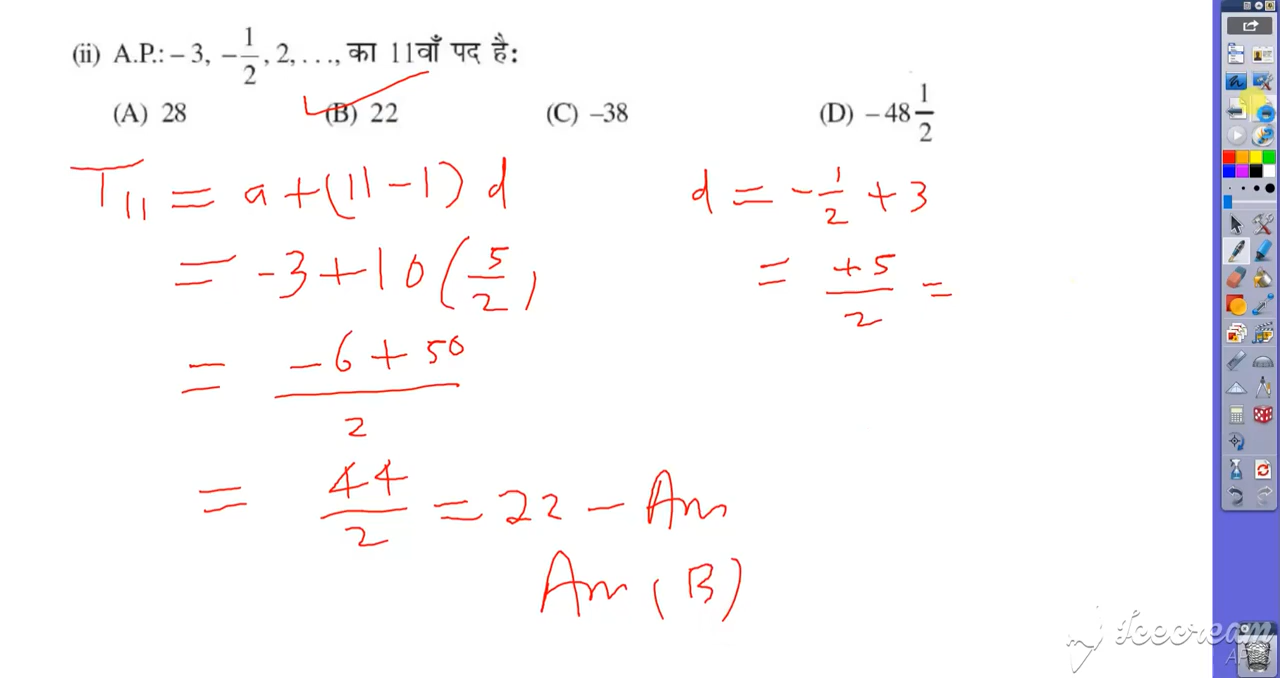 (ii) A.P.: – 3, –1/2, 2, . . ., का 11वाँ पद है:
(A) 28 (B) 22 (C) –38 (D) – 48 1/2
T11 = a + (11 – 1) d
= -3 + 10 (5/2)
= (-6 + 50)/2
= 44/2 = 22 – Ans
Ans (B)
d = -1/2 + 3
= +5/2 =
Icecream